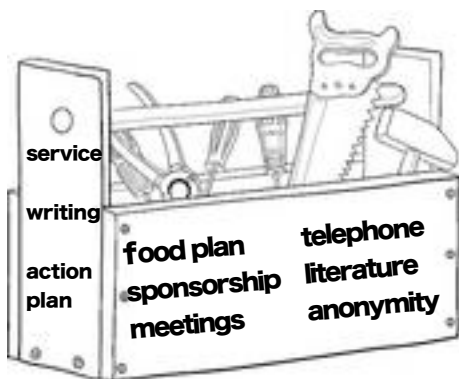 service
writing
action
plan
food plan
sponsorship
meetings
telephone
literature
anonymity